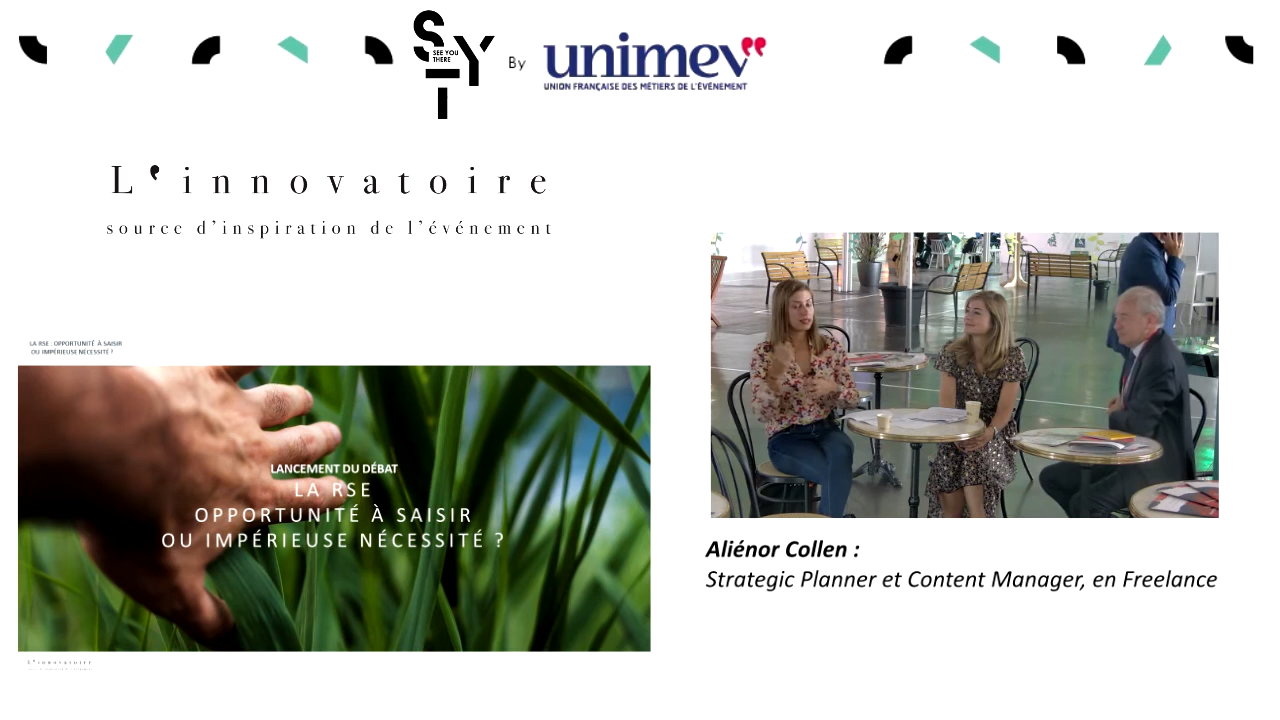 SYT
SEE YOU
THERE
By
unimev
UNION FRANÇAISE DES MÉTIERS DE L'ÉVÉNEMENT
L'innovatoire
source d'inspiration de l'événement
LA RSE : OPPORTUNITÉ À SAISIR
OU IMPÉRIEUSE NÉCESSITÉ ?
LANCEMENT DU DÉBAT
LA RSE
OPPORTUNITÉ À SAISIR
OU IMPÉRIEUSE NÉCESSITÉ ?
Aliénor Collen :
Strategic Planner et Content Manager, en Freelance
L'innovatoire